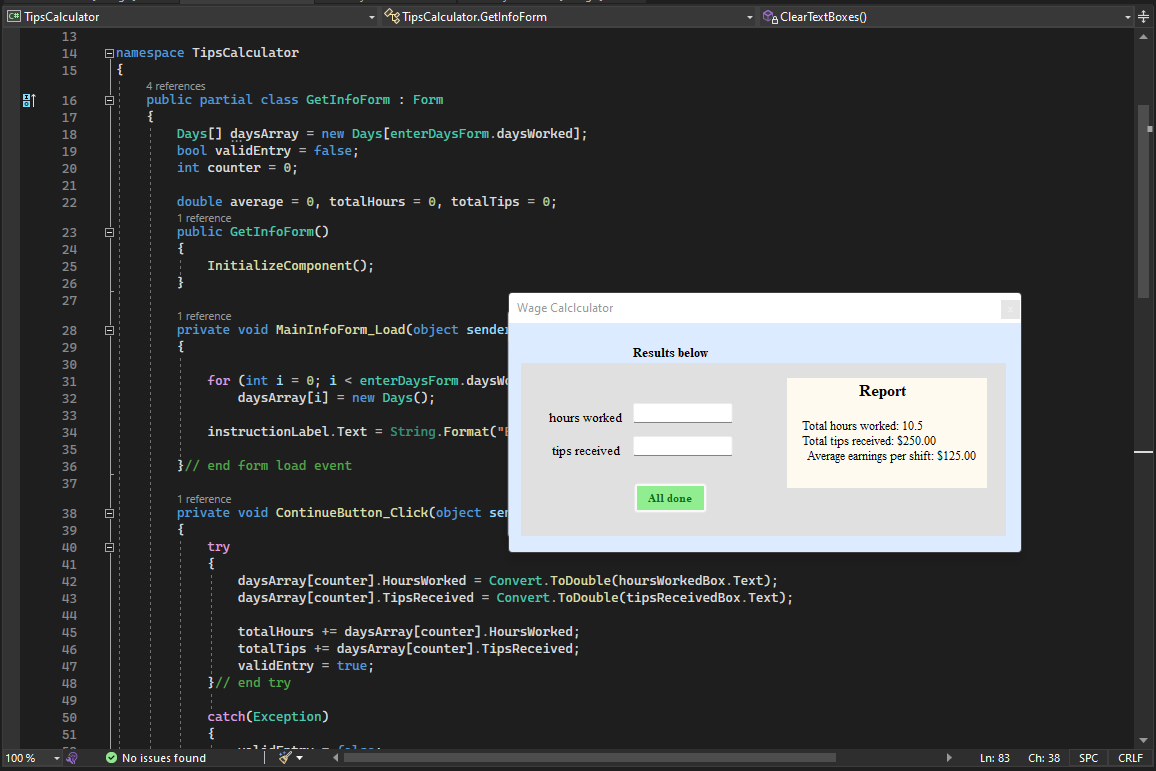 TipsCalculator TipsCalculator.GetInfoForm ClearTextBoxes()
13
14 namespace TipsCalculator
15 {
4 references
16 public partial class GetInfoForm : Form
17 {
18 Days[] daysArray = new Days[enterDaysForm.daysWorked];
19 bool validEntry = false;
20 int counter = 0;
21
22 double average = 0, totalHours = 0, totalTips = 0;
1 reference
23 public GetInfoForm()
24 {
25 InitializeComponent();
26 }
27
1 reference
28 private void MainInfoForm_Load(object sender
29 {
30
31 for (int i = 0; i < enterDaysForm.daysWo
32 daysArray[i] = new Days();
33
34 instructionLabel.Text = String.Format("E
35
36 }// end form load event
37
1 reference
38 private void ContinueButton_Click(object sen
39 {
40 try
41 {
42 daysArray[counter].HoursWorked = Convert.ToDouble(hoursWorkedBox.Text);
43 daysArray[counter].TipsReceived = Convert.ToDouble(tipsReceivedBox.Text);
44
45 totalHours += daysArray[counter].HoursWorked;
46 totalTips += daysArray[counter].TipsReceived;
47 validEntry = true;
48 }// end try
49
50 catch(Exception)
51 {
Wage Calclculator
Results below
hours worked
tips received
All done
Report
Total hours worked: 10.5
Total tips received: $250.00
Average earnings per shift: $125.00
100 % No issues found Ln: 83 Ch: 38 SPC CRLF